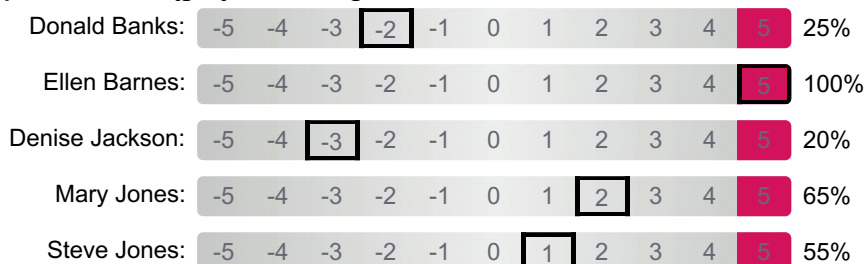 Donald Banks: -5 -4 -3 -2 -1 0 1 2 3 4 5 25%
Ellen Barnes: -5 -4 -3 -2 -1 0 1 2 3 4 5 100%
Denise Jackson: -5 -4 -3 -2 -1 0 1 2 3 4 5 20%
Mary Jones: -5 -4 -3 -2 -1 0 1 2 3 4 5 65%
Steve Jones: -5 -4 -3 -2 -1 0 1 2 3 4 5 55%